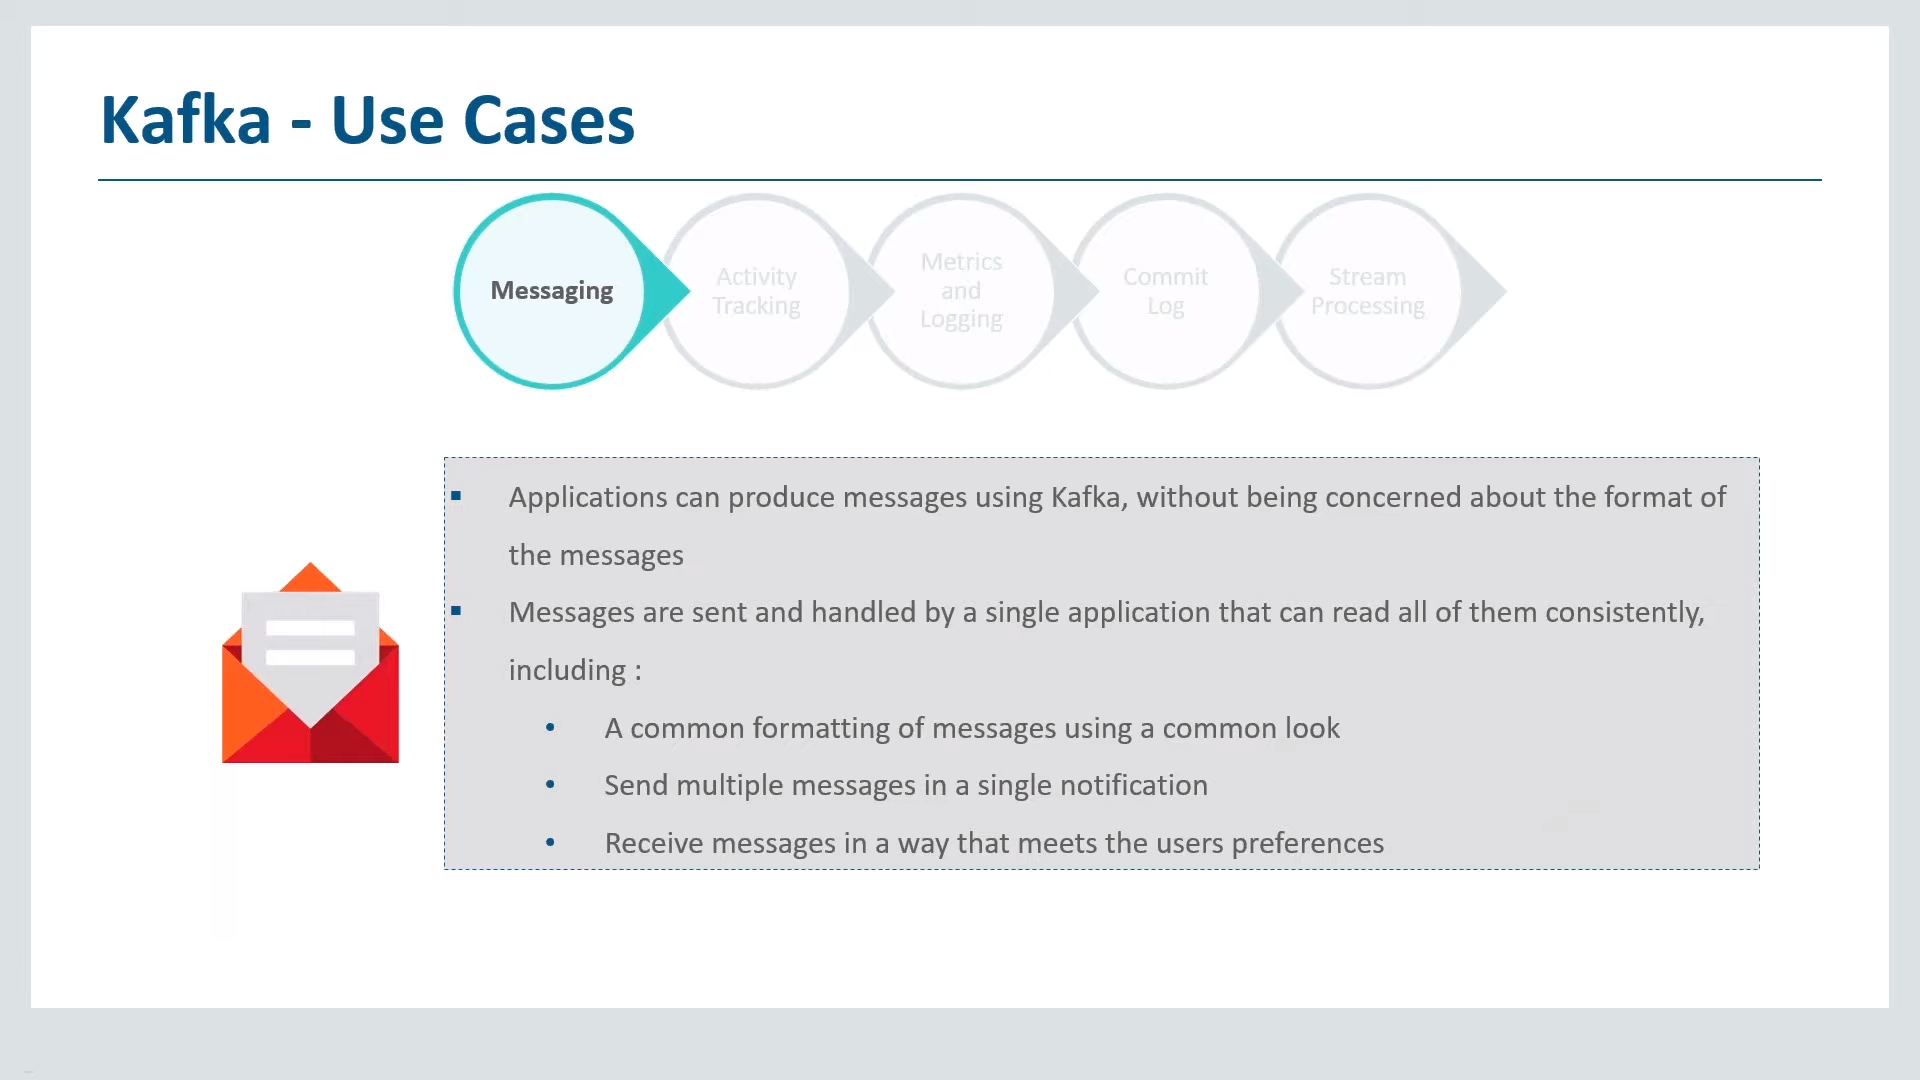 Kafka - Use Cases
Messaging
Activity
Tracking
Metrics
and
Logging
Commit
Log
Stream
Processing
▪ Applications can produce messages using Kafka, without being concerned about the format of
the messages
▪ Messages are sent and handled by a single application that can read all of them consistently,
including :
• A common formatting of messages using a common look
• Send multiple messages in a single notification
• Receive messages in a way that meets the users preferences